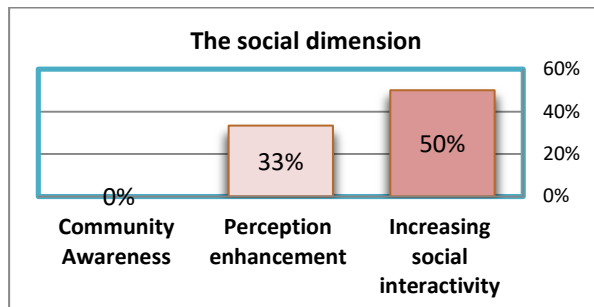 The social dimension
60%
40%
20%
0%
0%
33%
50%
Community
Awareness
Perception
enhancement
Increasing
social
interactivity